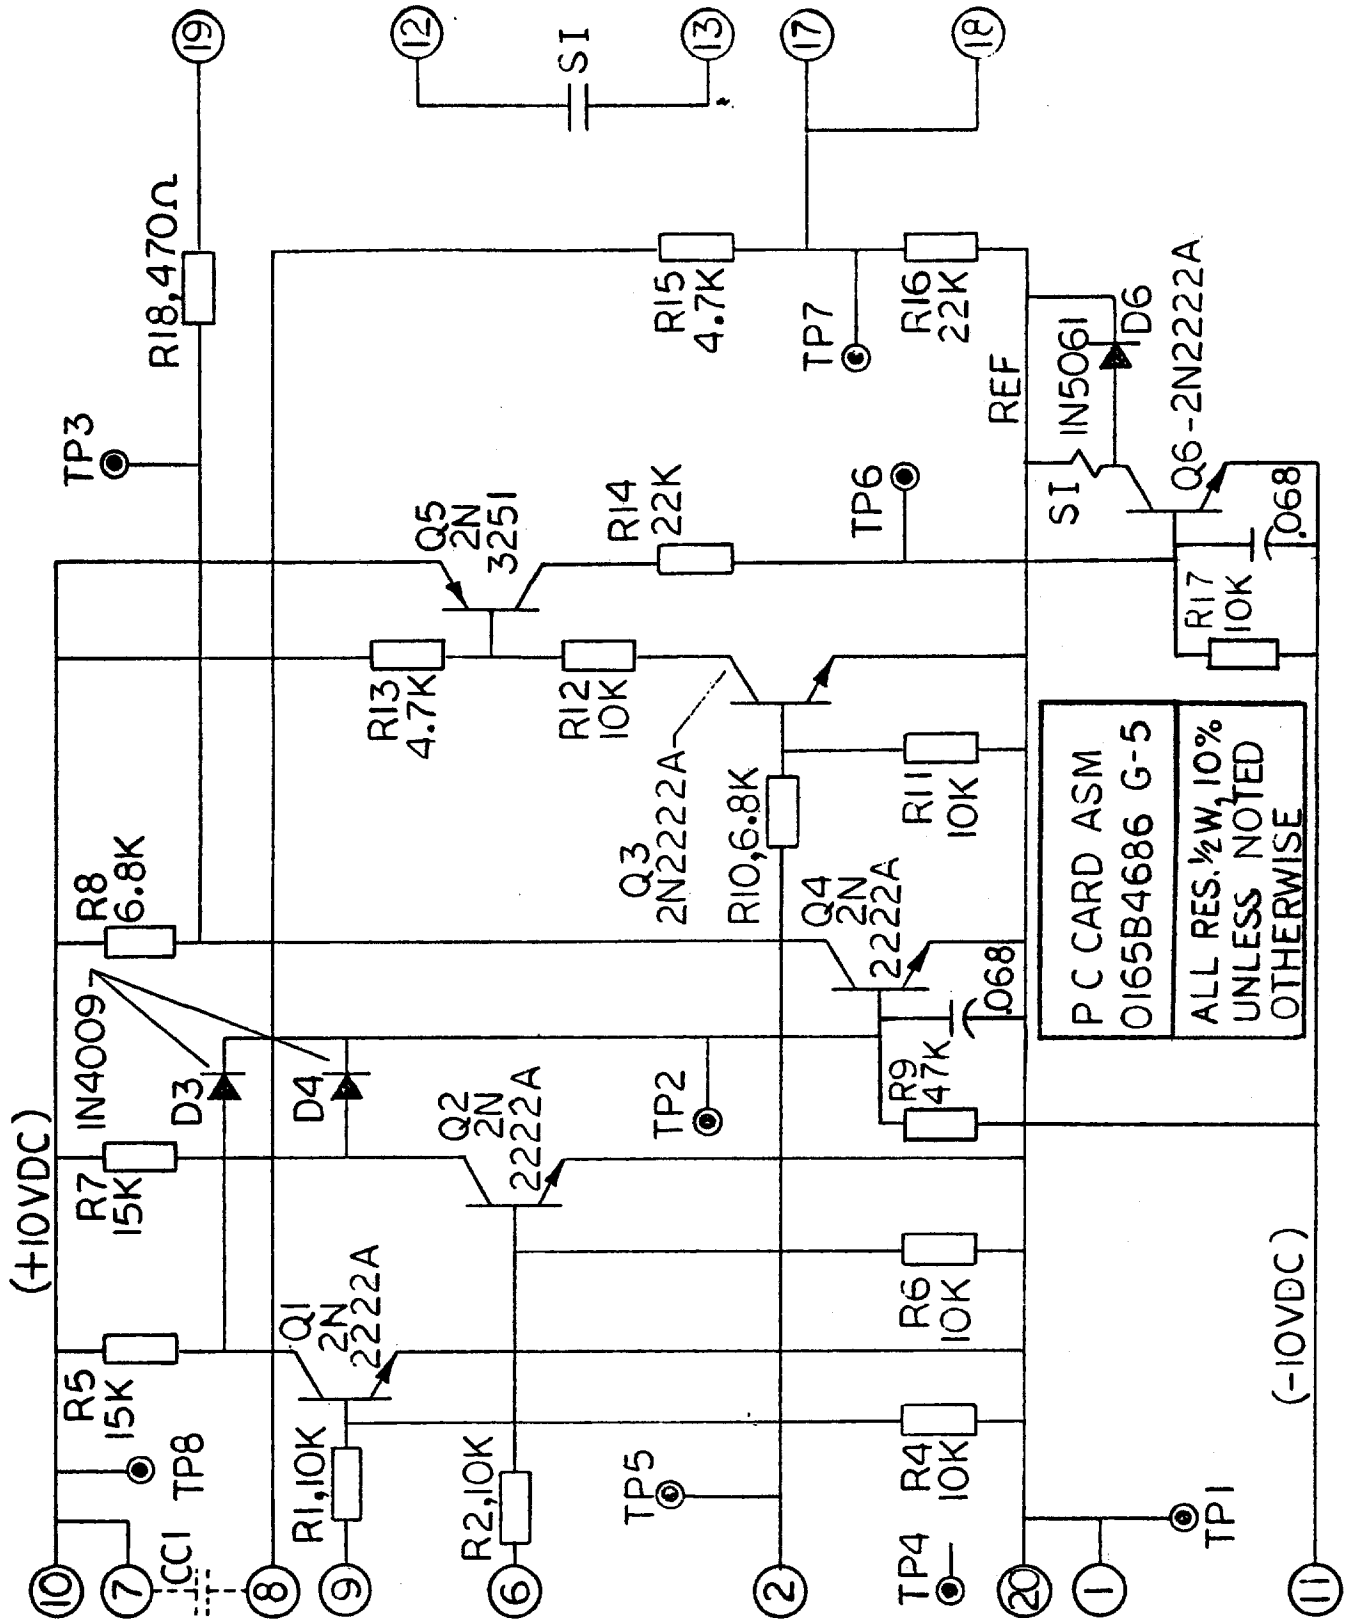 (+10VDC)
10
7
CC1
8
9
6
2
20
1
11
TP8
R5
15K
R7
15K
IN4009
D3
D4
R8
6.8K
TP3
R18,470Ω
19
12
SI
13
17
18
R1,10K
Q1
2N
2222A
R2,10K
Q2
2N
2222A
TP2
TP5
R4
10K
R6
10K
TP4
TP1
R9
47K
.068
Q4
2N
2222A
Q3
2N2222A
R10,6.8K
R11
10K
R13
4.7K
R12
10K
Q5
2N
3251
R14
22K
TP6
R15
4.7K
TP7
R16
22K
REF
SI
IN5061
D6
Q6-2N2222A
R17
10K
.068
(-10VDC)
P C CARD ASM
0165B4686 G-5
ALL RES. ½W, 10%
UNLESS NOTED
OTHERWISE